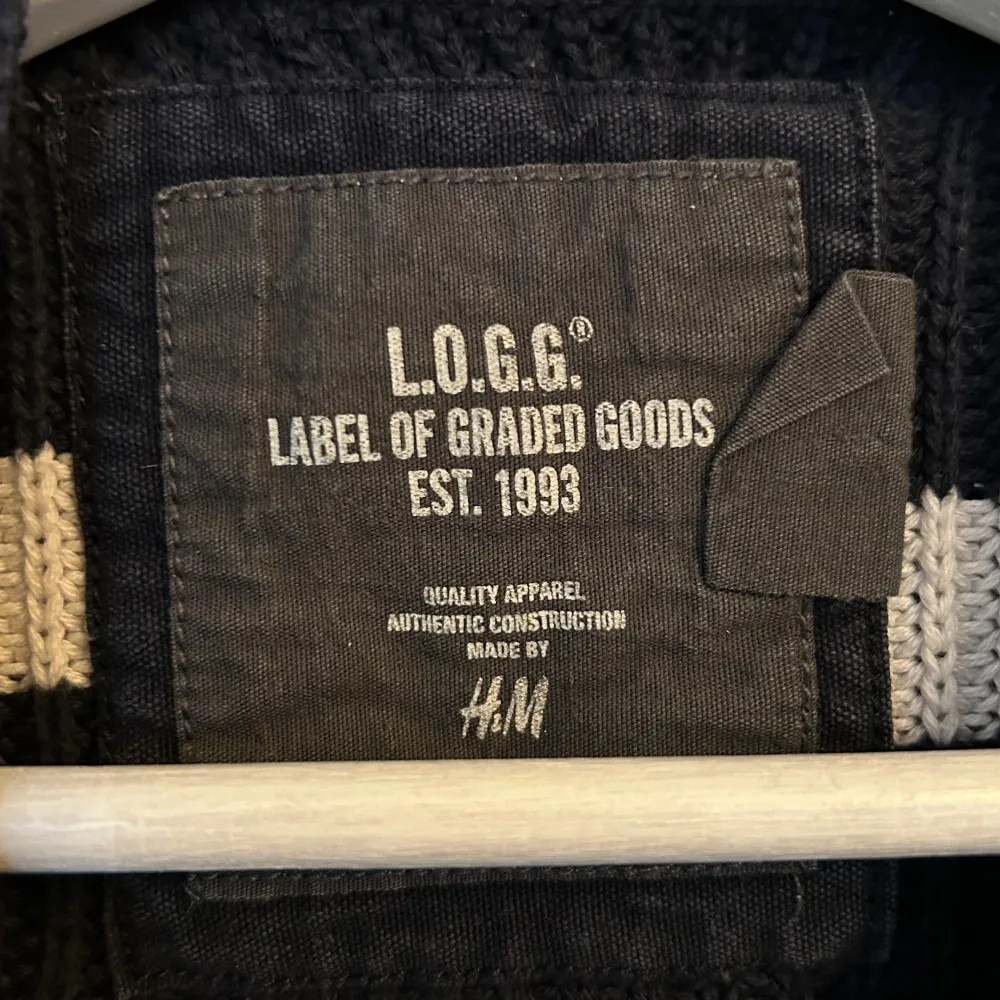 L.O.G.G.®
LABEL OF GRADED GOODS
EST. 1993
QUALITY APPAREL
AUTHENTIC CONSTRUCTION
MADE BY
H&M